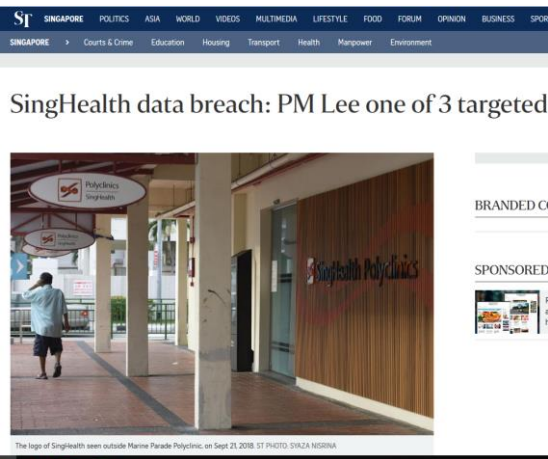 ST SINGAPORE POLITICS ASIA WORLD VIDEOS MULTIMEDIA LIFESTYLE FOOD FORUM OPINION BUSINESS SPOR
SINGAPORE > Courts & Crime Education Housing Transport Health Manpower Environment
SingHealth data breach: PM Lee one of 3 targeted
Polyclinics
SingHealth
Polyclinics
SingHealth Polyclinics
BRANDED CO
SPONSORED
The logo of SingHealth seen outside Marine Parade Polyclinic, on Sept 21, 2018. ST PHOTO: SYAZA NISRINA